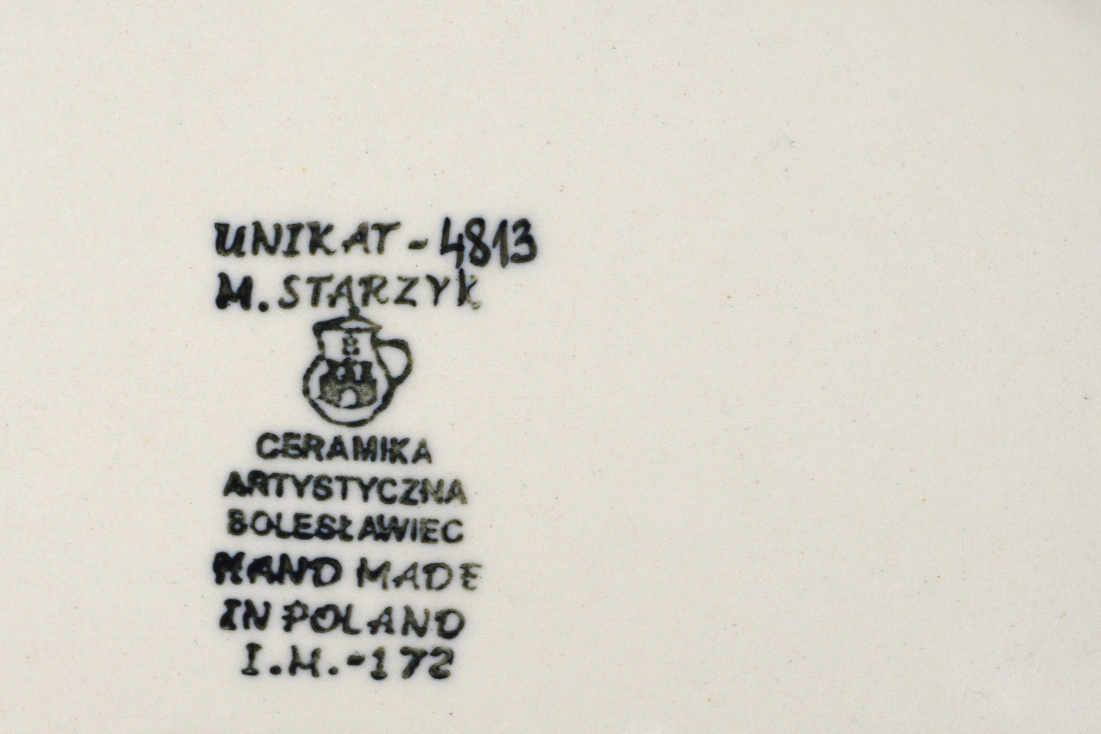 UNIKAT - 4813
M. STARZYK
CERAMIKA
ARTYSTYCZNA
BOLESŁAWIEC
HAND MADE
IN POLAND
I.M.-172